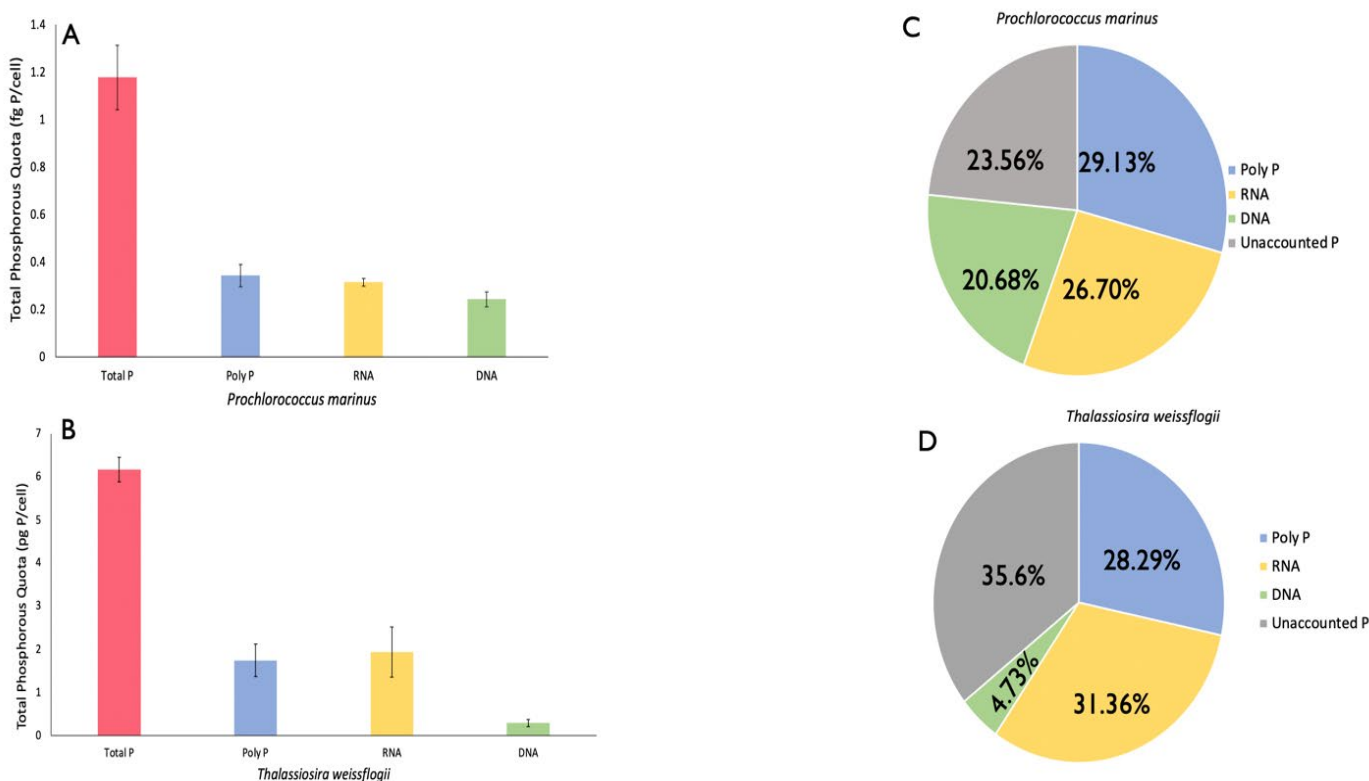 A
Total Phosphorous Quota (fg P/cell)
1.4
1.2
1
0.8
0.6
0.4
0.2
0
Total P Poly P RNA DNA
Prochlorococcus marinus
B
Total Phosphorous Quota (pg P/cell)
7
6
5
4
3
2
1
0
Total P Poly P RNA DNA
Thalassiosira weissflogii
Prochlorococcus marinus
C
23.56% 29.13%
20.68% 26.70%
Poly P
RNA
DNA
Unaccounted P
Thalassiosira weissflogii
D
35.6% 28.29%
4.73% 31.36%
Poly P
RNA
DNA
Unaccounted P